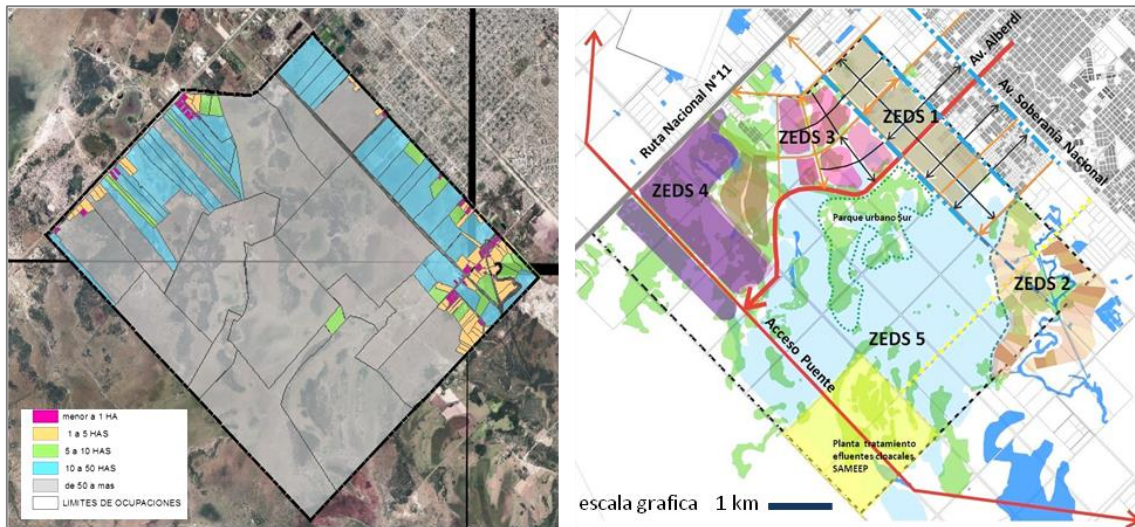 menor a 1 HA
1 a 5 HAS
5 a 10 HAS
10 a 50 HAS
de 50 a mas
LIMITES DE OCUPACIONES
Ruta Nacional N°11
Av. Alberdi
Av. Soberanía Nacional
ZEDS 1
ZEDS 3
ZEDS 4
Parque urbano Sur
ZEDS 2
ZEDS 5
Acceso Puente
Planta tratamiento
efluentes cloacales
SAMEEP
escala grafica 1 km